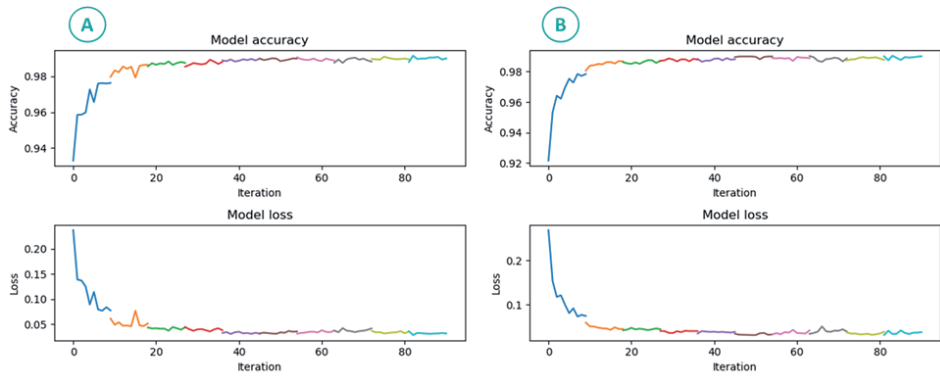 A
Model accuracy
Accuracy
0.98
0.96
0.94
0 20 40 60 80
Iteration
Model loss
Loss
0.20
0.15
0.10
0.05
0 20 40 60 80
Iteration
B
Model accuracy
Accuracy
0.98
0.96
0.94
0.92
0 20 40 60 80
Iteration
Model loss
Loss
0.2
0.1
0 20 40 60 80
Iteration